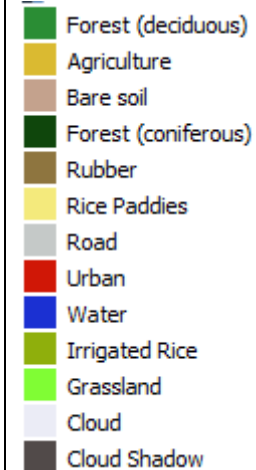 Forest (deciduous)
Agriculture
Bare soil
Forest (coniferous)
Rubber
Rice Paddies
Road
Urban
Water
Irrigated Rice
Grassland
Cloud
Cloud Shadow